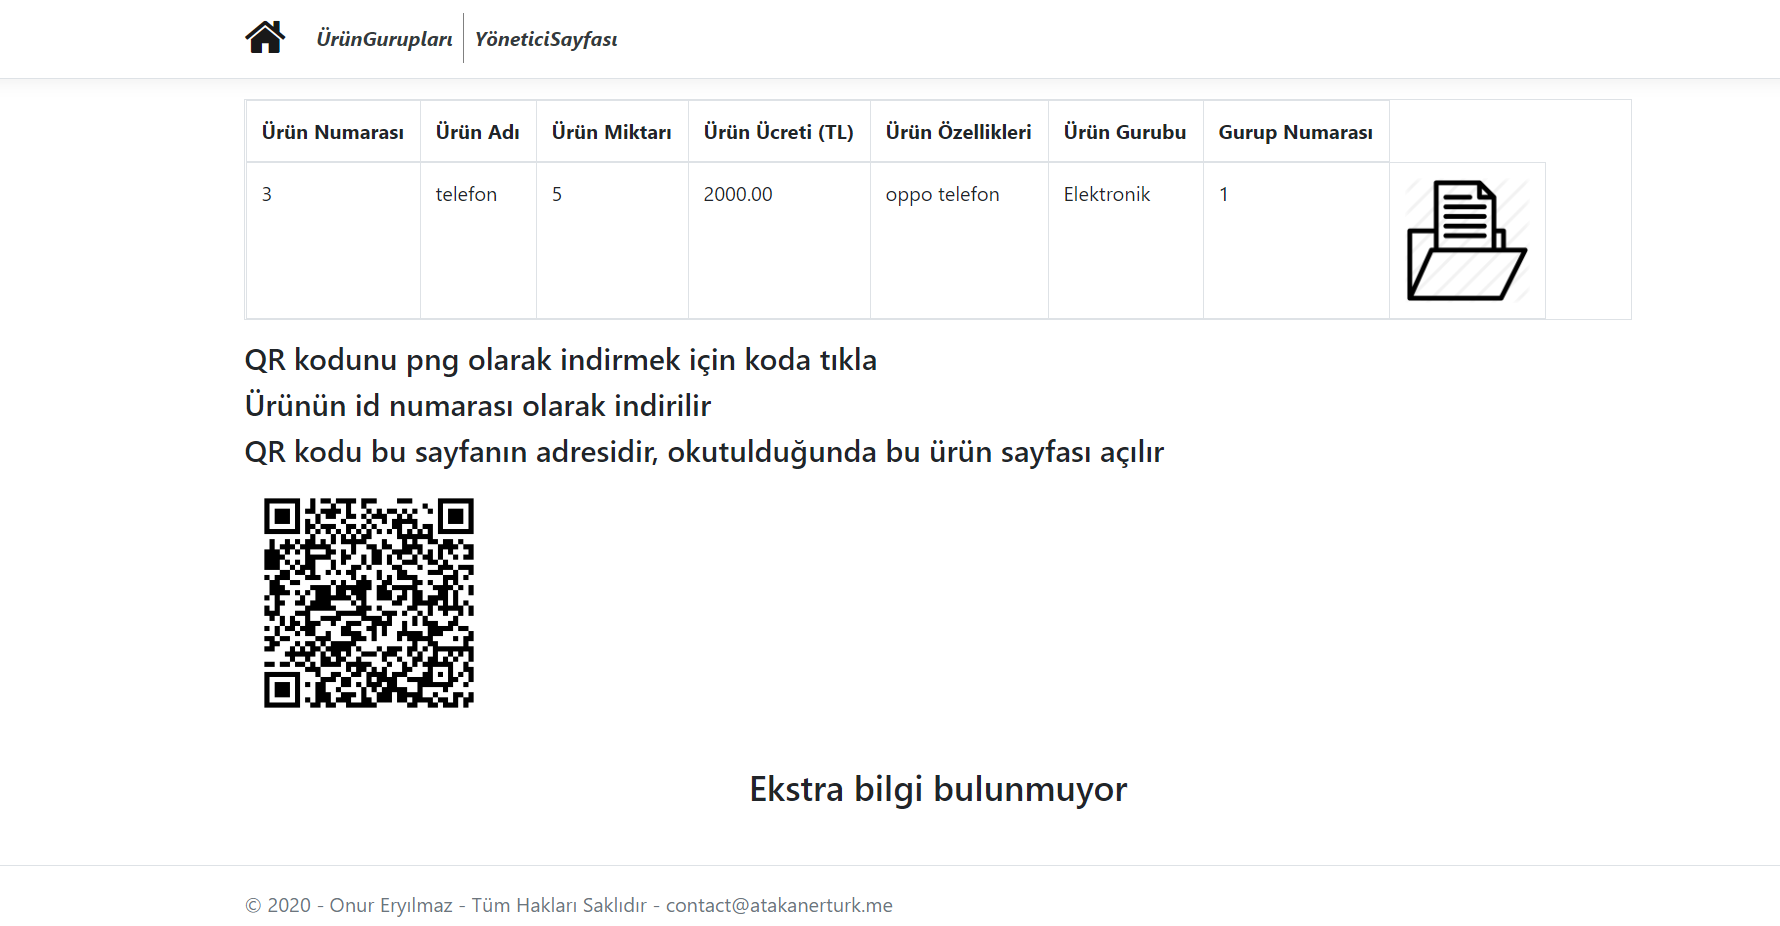 ÜrünGurupları YöneticiSayfası
Ürün Numarası Ürün Adı Ürün Miktarı Ürün Ücreti (TL) Ürün Özellikleri Ürün Gurubu Gurup Numarası
3 telefon 5 2000.00 oppo telefon Elektronik 1
QR kodunu png olarak indirmek için koda tıkla
Ürünün id numarası olarak indirilir
QR kodu bu sayfanın adresidir, okutulduğunda bu ürün sayfası açılır
Ekstra bilgi bulunmuyor
© 2020 - Onur Eryılmaz - Tüm Hakları Saklıdır - contact@atakanerturk.me